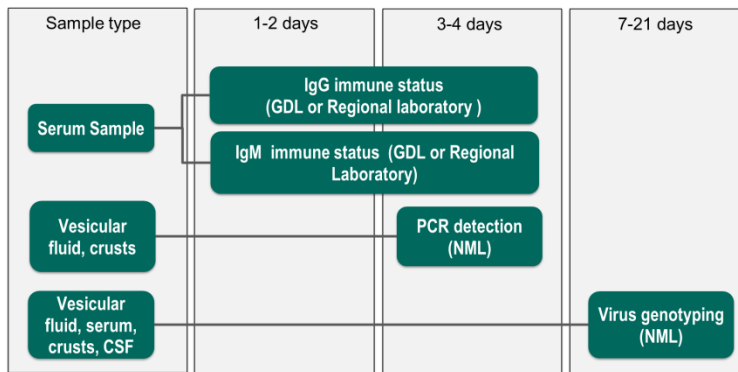 Sample type
1-2 days
3-4 days
7-21 days
IgG immune status
(GDL or Regional laboratory )
Serum Sample
IgM immune status (GDL or Regional
Laboratory)
Vesicular
fluid, crusts
PCR detection
(NML)
Vesicular
fluid, serum,
crusts, CSF
Virus genotyping
(NML)